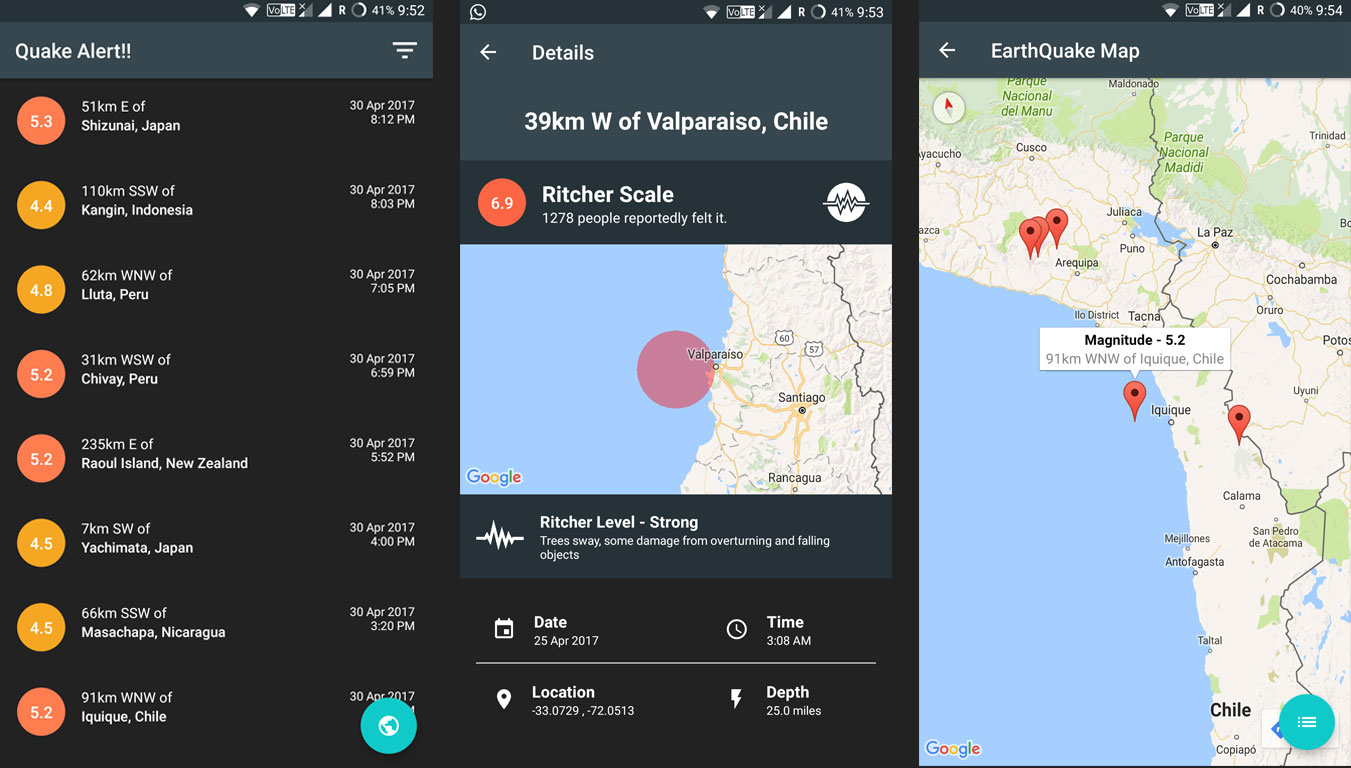 VoLTE R 41% 9:52
Quake Alert!!
5.3
51km E of
Shizunai, Japan
30 Apr 2017
8:12 PM
4.4
110km SSW of
Kangin, Indonesia
30 Apr 2017
8:03 PM
4.8
62km WNW of
Lluta, Peru
30 Apr 2017
7:05 PM
5.2
31km WSW of
Chivay, Peru
30 Apr 2017
6:59 PM
5.2
235km E of
Raoul Island, New Zealand
30 Apr 2017
5:52 PM
4.5
7km SW of
Yachimata, Japan
30 Apr 2017
4:00 PM
4.5
66km SSW of
Masachapa, Nicaragua
30 Apr 2017
3:20 PM
5.2
91km WNW of
Iquique, Chile
30 Apr 2017
VoLTE R 41% 9:53
Details
39km W of Valparaiso, Chile
6.9
Ritcher Scale
1278 people reportedly felt it.
60
57
Valparaíso
Santiago
Rancagua
Google
Ritcher Level - Strong
Trees sway, some damage from overturning and falling
objects
Date
25 Apr 2017
Time
3:08 AM
Location
-33.0729 , -72.0513
Depth
25.0 miles
VoLTE R 40% 9:54
EarthQuake Map
Parque
Nacional
del Manu
Maldonado
Trinidad
Parque
Nacional
Madidi
Cusco
Juliaca
La Paz
Puno
Arequipa
Cochabamba
Oruro
Ilo District
Tacna
Magnitude - 5.2
91km WNW of Iquique, Chile
Uyuni
Iquique
Calama
San Pedro
de Atacama
Mejillones
Antofagasta
Taltal
Chile
Copiapó
Google